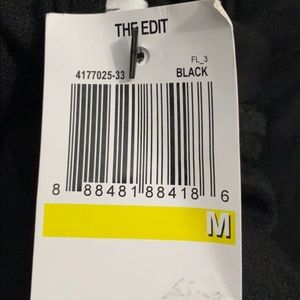 THE EDIT
FL_3
4177025-33 BLACK
8 88481 88418 6
M